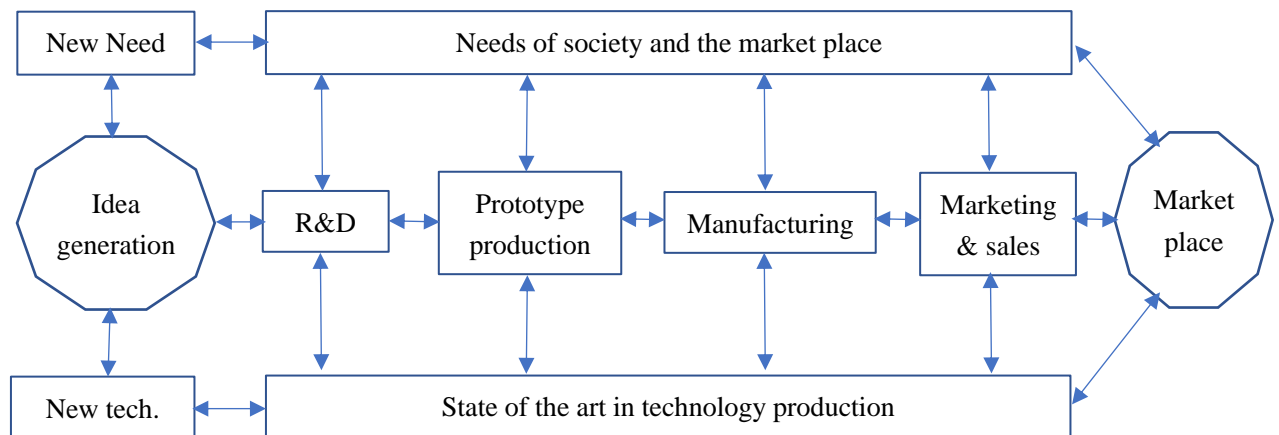 New Need
Needs of society and the market place
Idea
generation
R&D
Prototype
production
Manufacturing
Marketing
& sales
Market
place
New tech.
State of the art in technology production